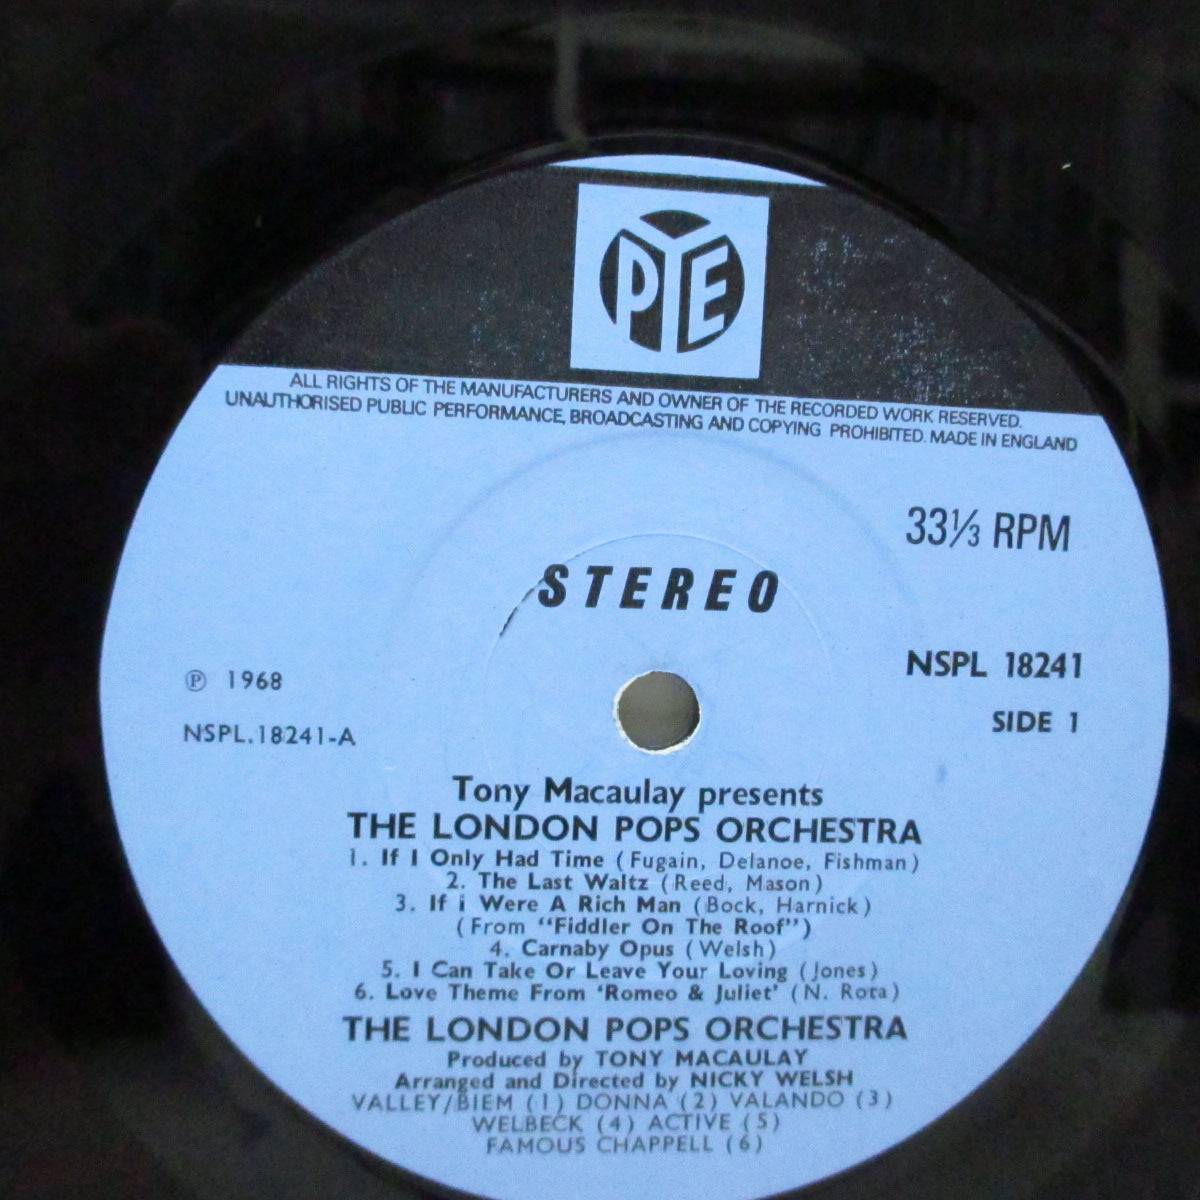 PYE
ALL RIGHTS OF THE MANUFACTURERS AND OWNER OF THE RECORDED WORK RESERVED.
UNAUTHORISED PUBLIC PERFORMANCE, BROADCASTING AND COPYING PROHIBITED. MADE IN ENGLAND
33⅓ RPM
STEREO
NSPL 18241
℗ 1968
SIDE 1
NSPL.18241-A
Tony Macaulay presents
THE LONDON POPS ORCHESTRA
1. If I Only Had Time (Fugain, Delanoe, Fishman)
2. The Last Waltz (Reed, Mason)
3. If i Were A Rich Man (Bock, Harnick)
(From “Fiddler On The Roof”)
4. Carnaby Opus (Welsh)
5. I Can Take Or Leave Your Loving (Jones)
6. Love Theme From ‘Romeo & Juliet’ (N. Rota)
THE LONDON POPS ORCHESTRA
Produced by TONY MACAULAY
Arranged and Directed by NICKY WELSH
VALLEY/BIEM (1) DONNA (2) VALANDO (3)
WELBECK (4) ACTIVE (5)
FAMOUS CHAPPELL (6)